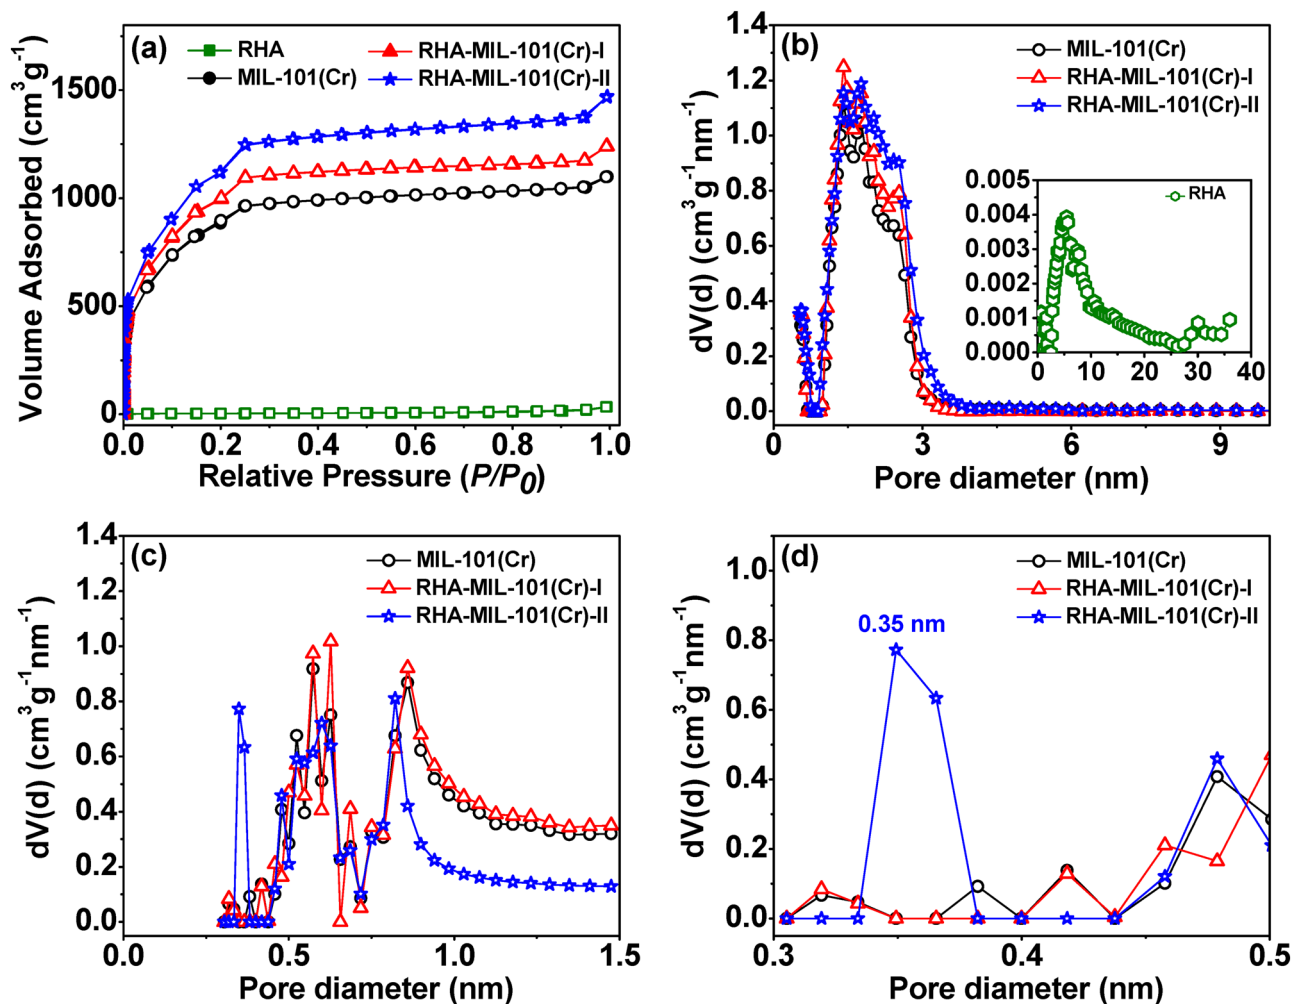 (a)
RHA
MIL-101(Cr)
RHA-MIL-101(Cr)-I
RHA-MIL-101(Cr)-II
1500
1000
500
0
Volume Adsorbed (cm³g⁻¹)
0.0 0.2 0.4 0.6 0.8 1.0
Relative Pressure (P/P₀)
(b)
MIL-101(Cr)
RHA-MIL-101(Cr)-I
RHA-MIL-101(Cr)-II
1.4
1.2
1.0
0.8
0.6
0.4
0.2
0.0
dV(d) (cm³g⁻¹nm⁻¹)
0 3 6 9
Pore diameter (nm)
RHA
0.005
0.004
0.003
0.002
0.001
0.000
0 10 20 30 40
(c)
MIL-101(Cr)
RHA-MIL-101(Cr)-I
RHA-MIL-101(Cr)-II
1.4
1.2
1.0
0.8
0.6
0.4
0.2
0.0
dV(d) (cm³g⁻¹nm⁻¹)
0.0 0.5 1.0 1.5
Pore diameter (nm)
(d)
MIL-101(Cr)
RHA-MIL-101(Cr)-I
RHA-MIL-101(Cr)-II
0.35 nm
1.0
0.8
0.6
0.4
0.2
0.0
dV(d) (cm³g⁻¹nm⁻¹)
0.3 0.4 0.5
Pore diameter (nm)